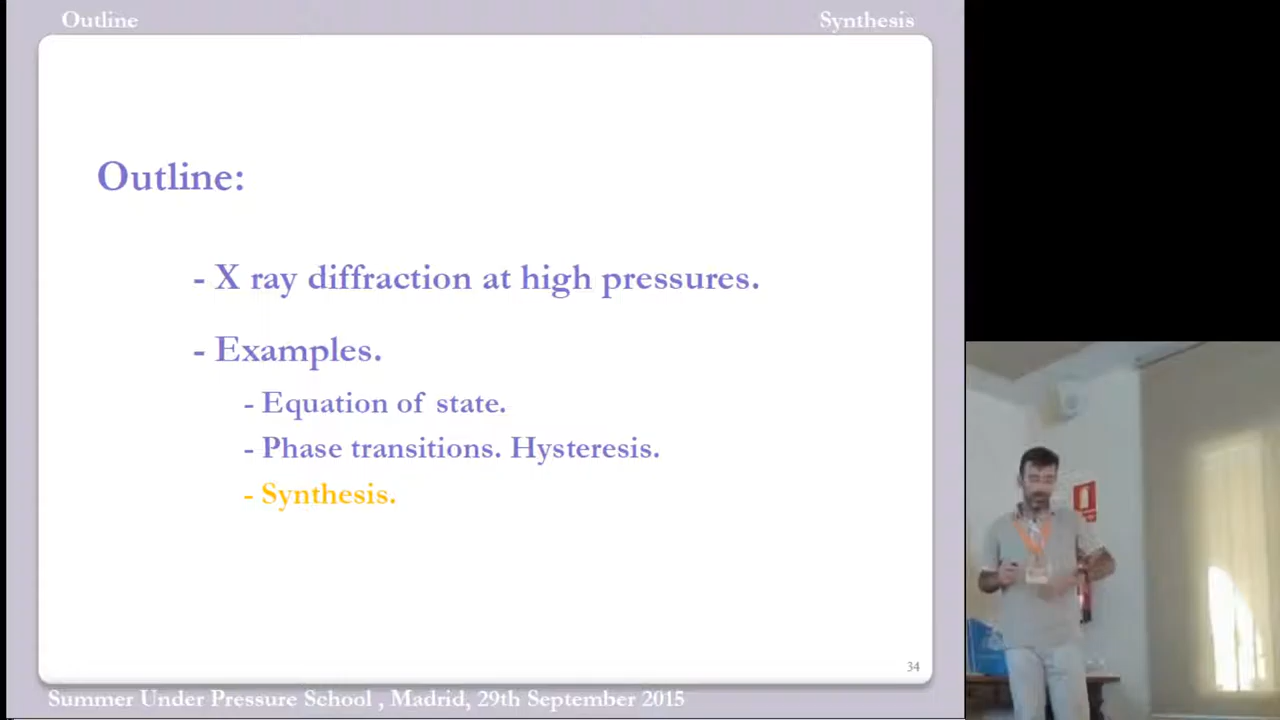 Outline
Synthesis
Outline:
- X ray diffraction at high pressures.
- Examples.
- Equation of state.
- Phase transitions. Hysteresis.
- Synthesis.
34
Summer Under Pressure School , Madrid, 29th September 2015